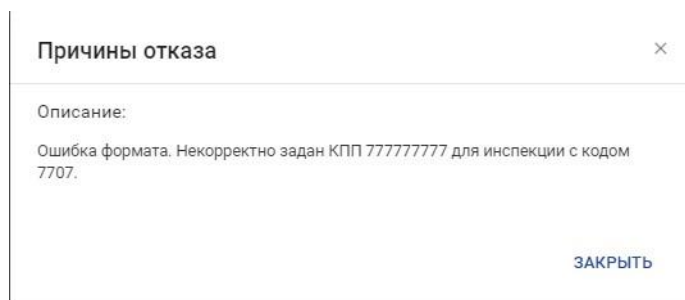 Причины отказа
Описание:
Ошибка формата. Некорректно задан КПП 777777777 для инспекции с кодом
7707.
ЗАКРЫТЬ